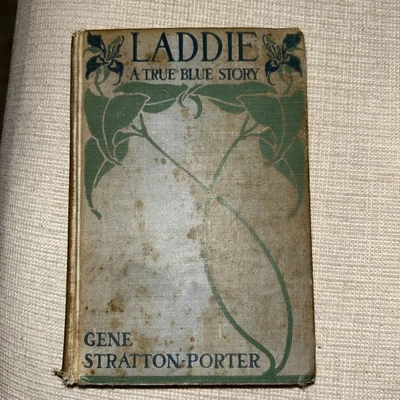 LADDIE
A TRUE BLUE STORY
GENE
STRATTON-PORTER